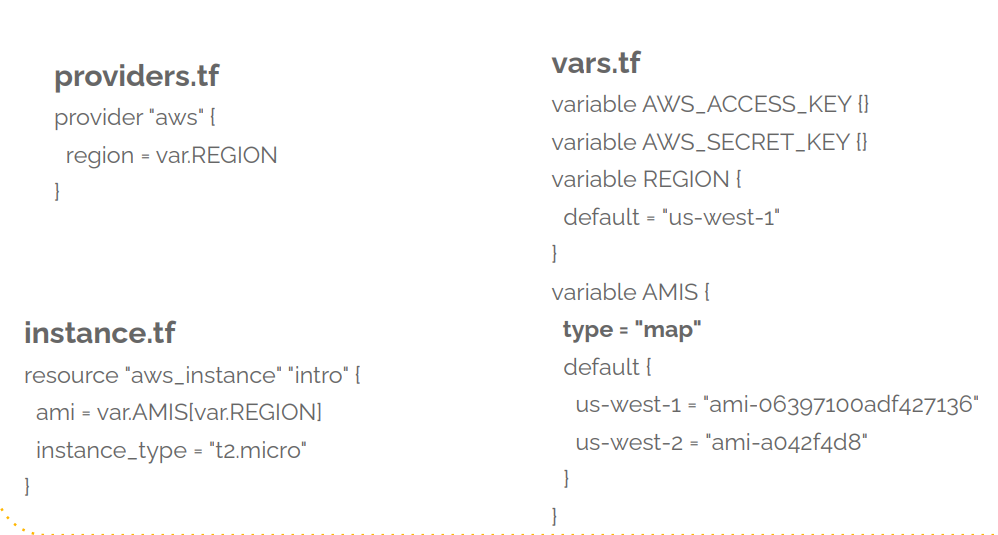 providers.tf
provider "aws" {
region = var.REGION
}
instance.tf
resource "aws_instance" "intro" {
ami = var.AMIS[var.REGION]
instance_type = "t2.micro"
}
vars.tf
variable AWS_ACCESS_KEY {}
variable AWS_SECRET_KEY {}
variable REGION {
default = "us-west-1"
}
variable AMIS {
type = "map"
default {
us-west-1 = "ami-06397100adf427136"
us-west-2 = "ami-a042f4d8"
}
}